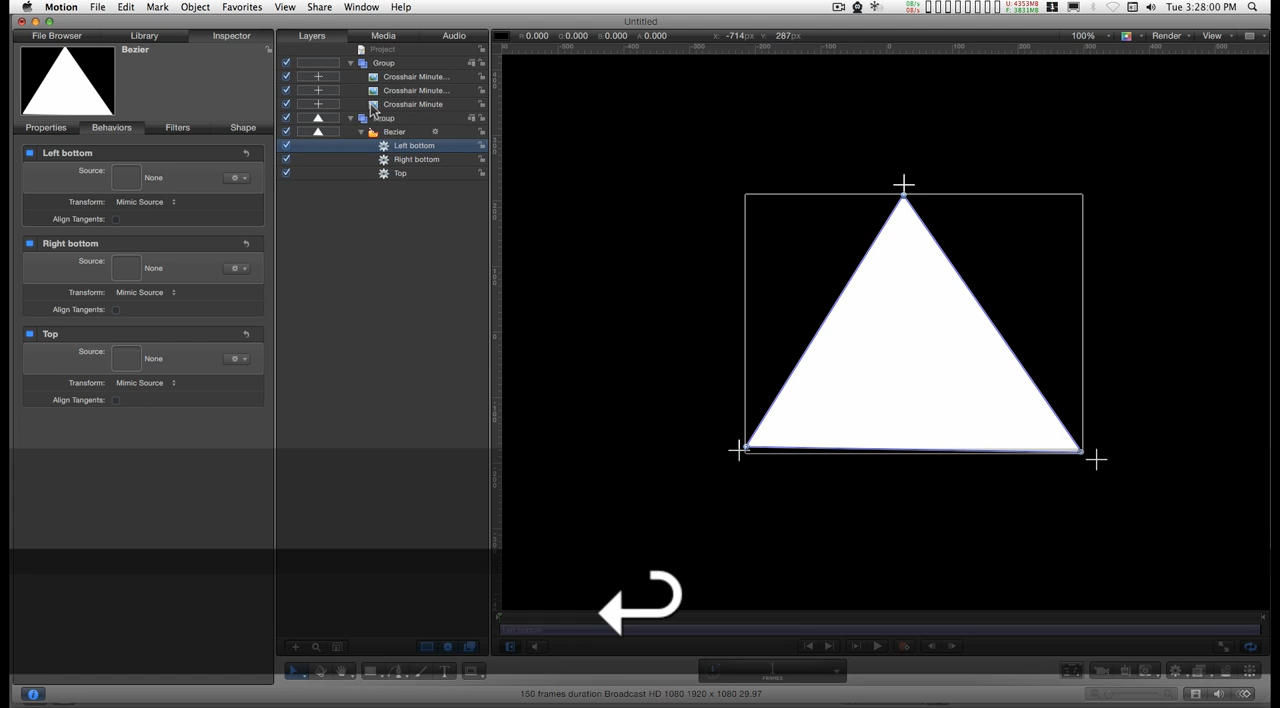 Motion File Edit Mark Object Favorites View Share Window Help
Tue 3:28:00 PM
Untitled
File Browser Library Inspector
Layers Media Audio
R:0.000 G:0.000 B:0.000 A:0.000 X: -714px Y: 287px
100% Render View
Bezier
Properties Behaviors Filters Shape
Left bottom
Source: None
Transform: Mimic Source
Align Tangents:
Right bottom
Source: None
Transform: Mimic Source
Align Tangents:
Top
Source: None
Transform: Mimic Source
Align Tangents:
Project
Group
Crosshair Minute...
Crosshair Minute...
Crosshair Minute
Bezier
Left bottom
Right bottom
Top
Left bottom
FRAMES
150 frames duration Broadcast HD 1080 1920 x 1080 29.97